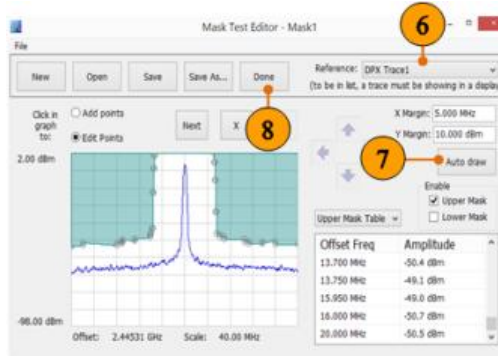 Mask Test Editor - Mask1
6
File
New Open Save Save As... Done
Reference: DPX Trace1
(to be in list, a trace must be showing in a display
8
Click in graph to:
Add points
Edit Points
Next X
X Margin: 5.000 MHz
Y Margin: 10.000 dBm
7
Auto draw
Enable
Upper Mask
Lower Mask
2.00 dBm
Upper Mask Table
Offset Freq Amplitude
13.700 MHz -50.4 dBm
13.750 MHz -49.1 dBm
15.950 MHz -49.0 dBm
16.000 MHz -50.7 dBm
20.000 MHz -50.5 dBm
-98.00 dBm
Offset: 2.44531 GHz Scale: 40.00 MHz